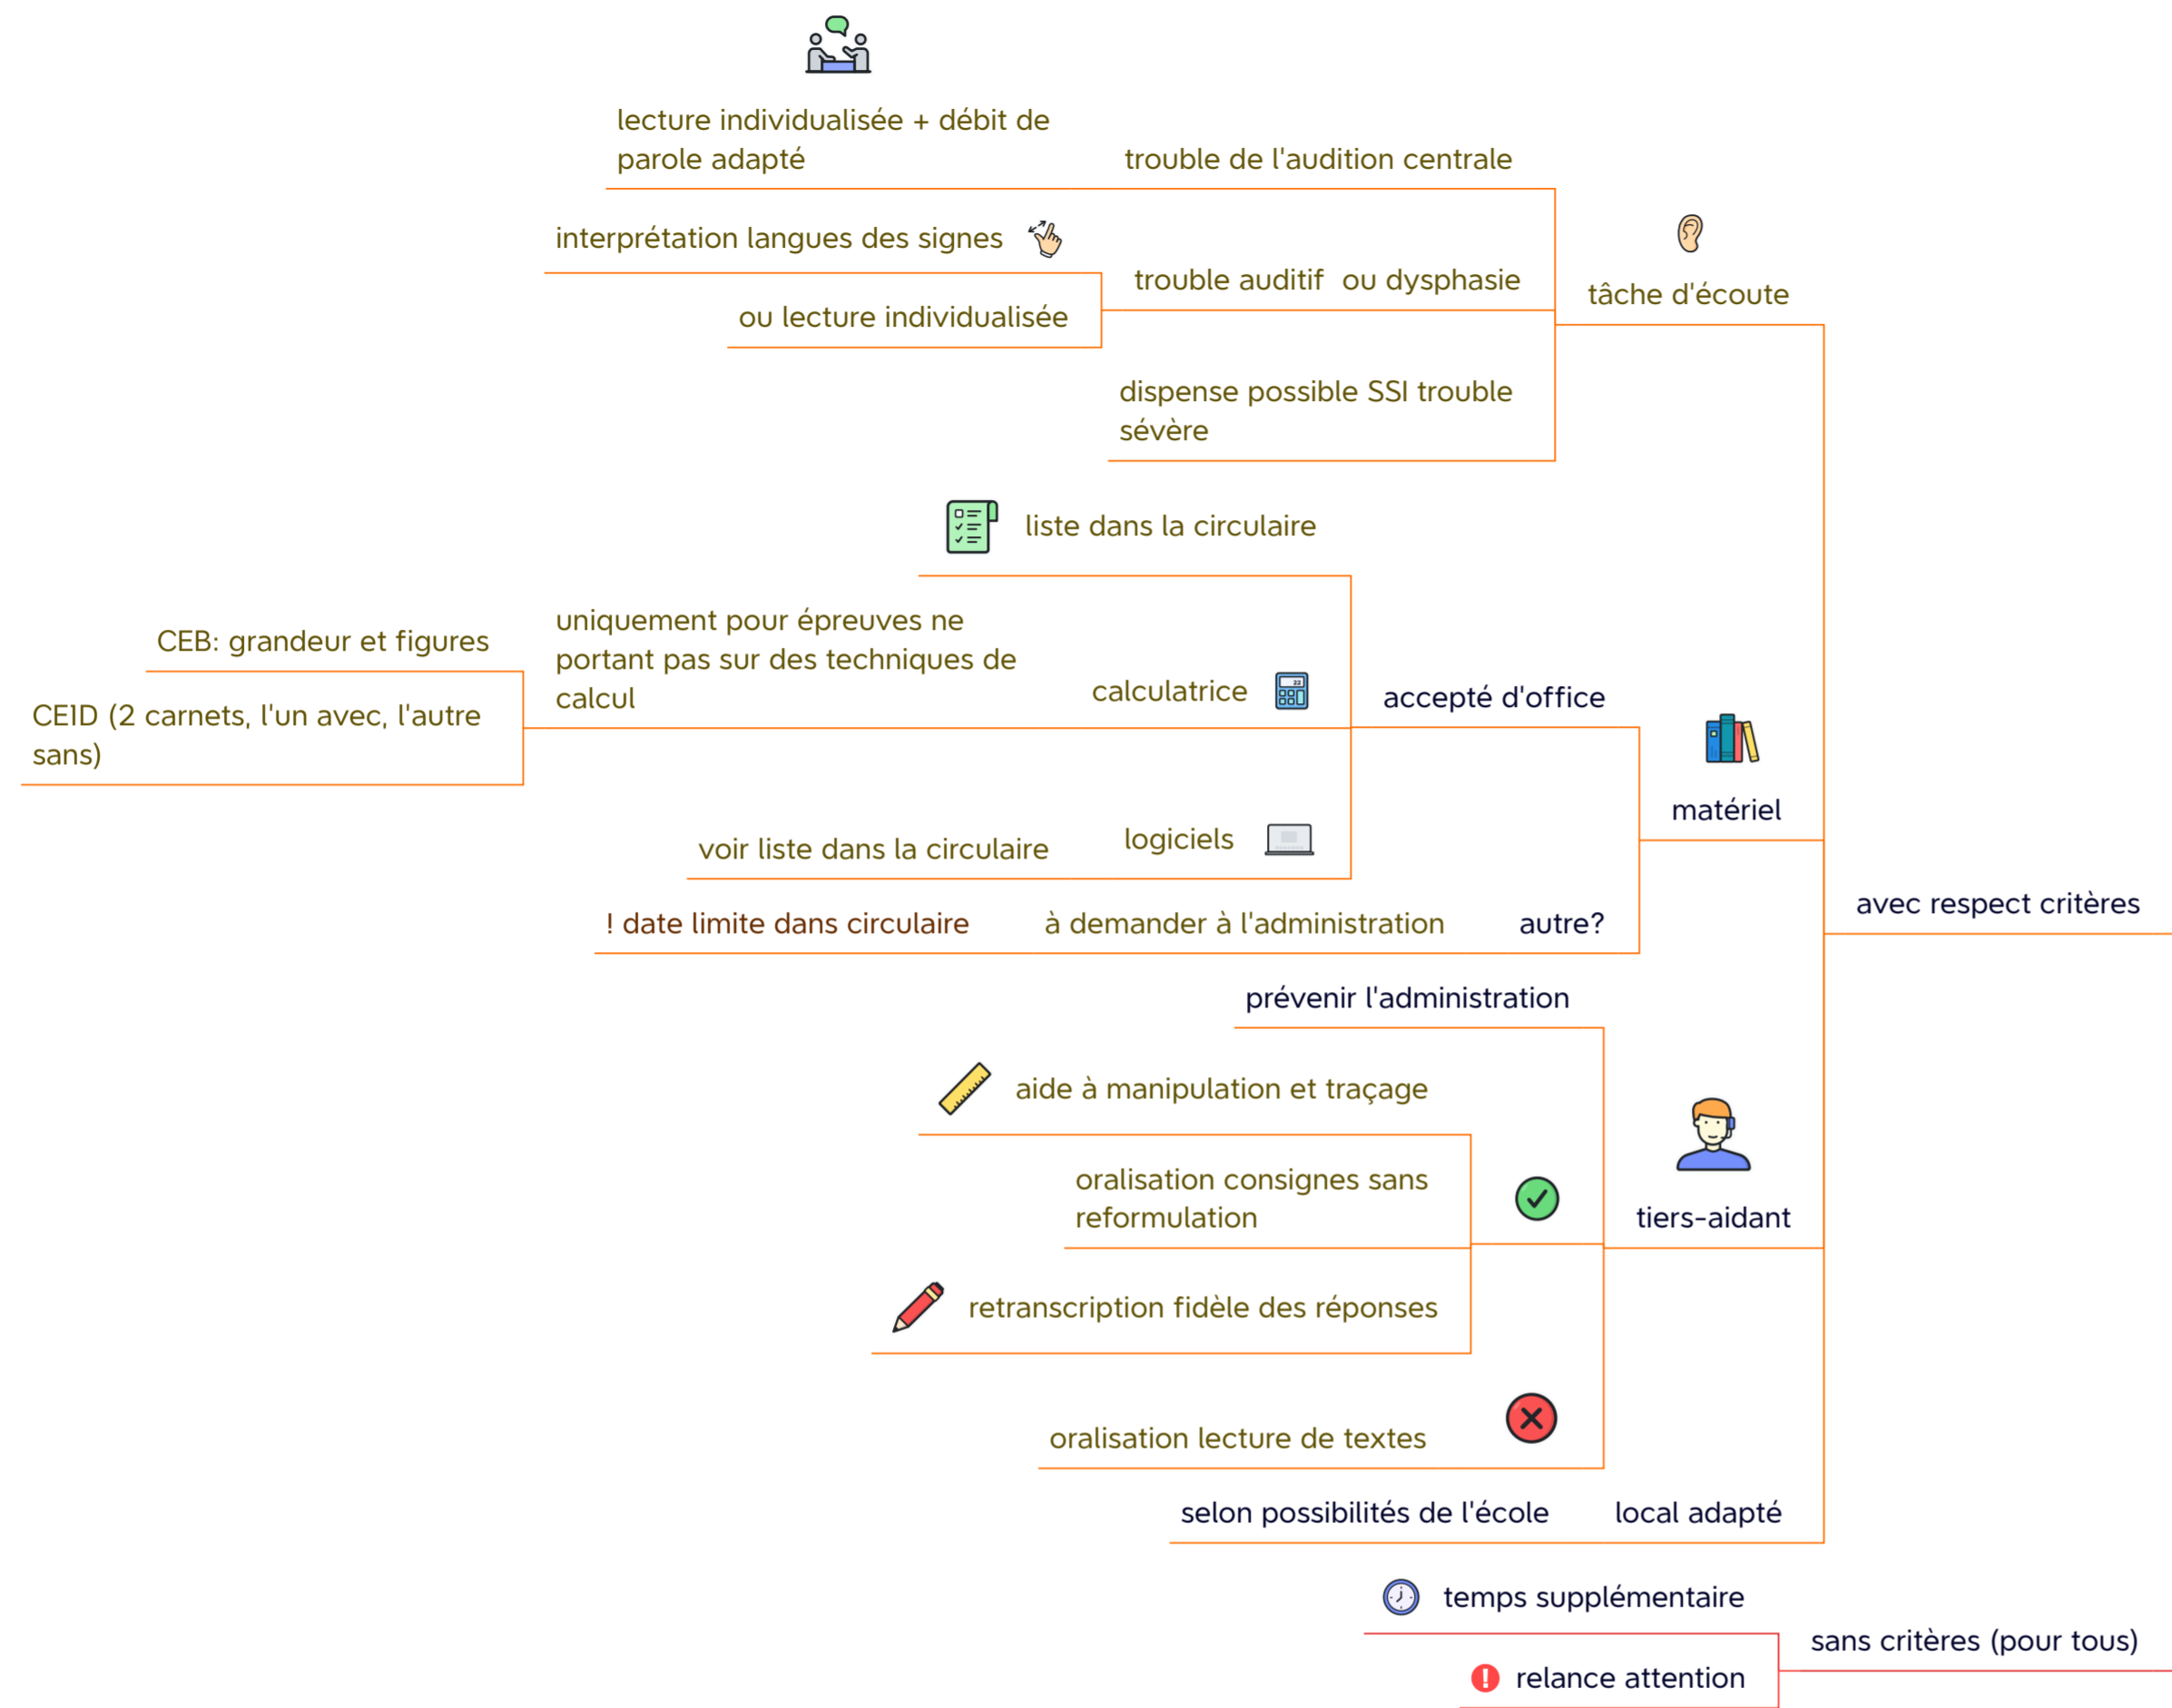 lecture individualisée + débit de
parole adapté
trouble de l'audition centrale
interprétation langues des signes
trouble auditif ou dysphasie
ou lecture individualisée
tâche d'écoute
dispense possible SSI trouble
sévère
liste dans la circulaire
CEB: grandeur et figures
CE1D (2 carnets, l'un avec, l'autre
sans)
uniquement pour épreuves ne
portant pas sur des techniques de
calcul
calculatrice
accepté d'office
matériel
voir liste dans la circulaire
logiciels
! date limite dans circulaire
à demander à l'administration
autre?
avec respect critères
prévenir l'administration
aide à manipulation et traçage
oralisation consignes sans
reformulation
tiers-aidant
retranscription fidèle des réponses
oralisation lecture de textes
selon possibilités de l'école
local adapté
temps supplémentaire
sans critères (pour tous)
relance attention